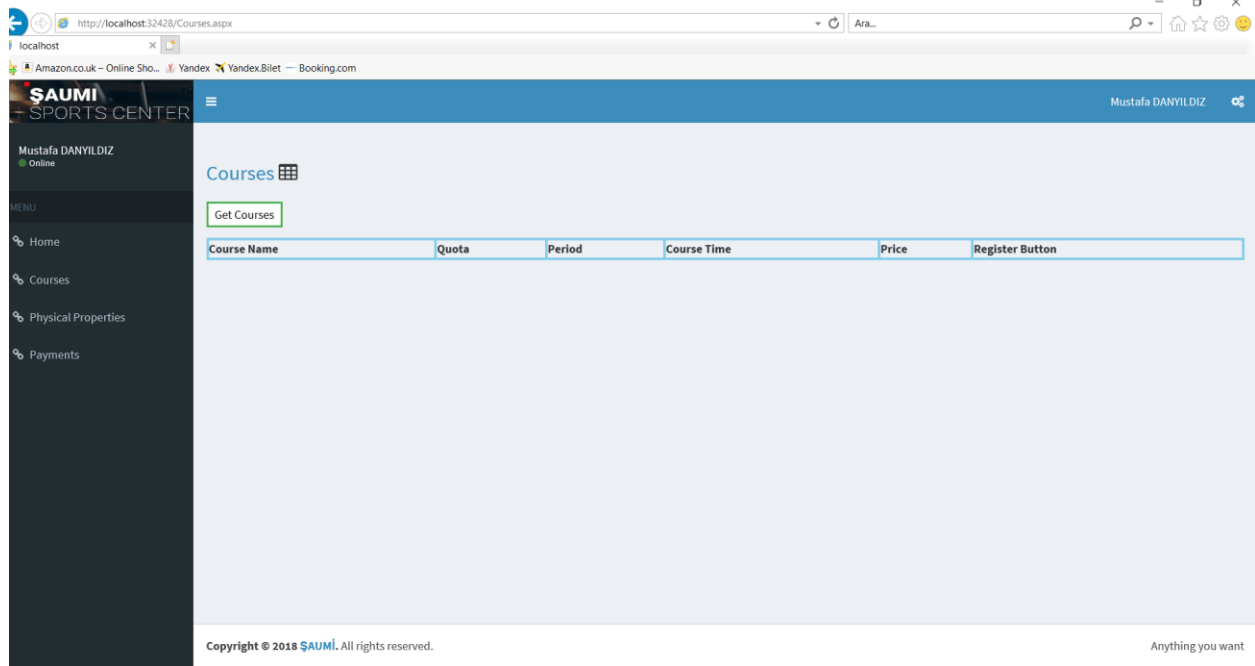 http://localhost:32428/Courses.aspx
Ara...
localhost
Amazon.co.uk – Online Sho... Yandex Yandex.Bilet Booking.com
ŞAUMI
SPORTS CENTER
Mustafa DANYILDIZ
Mustafa DANYILDIZ
Online
Courses
MENU
Get Courses
Home
Course Name Quota Period Course Time Price Register Button
Courses
Physical Properties
Payments
Copyright © 2018 ŞAUMİ. All rights reserved. Anything you want